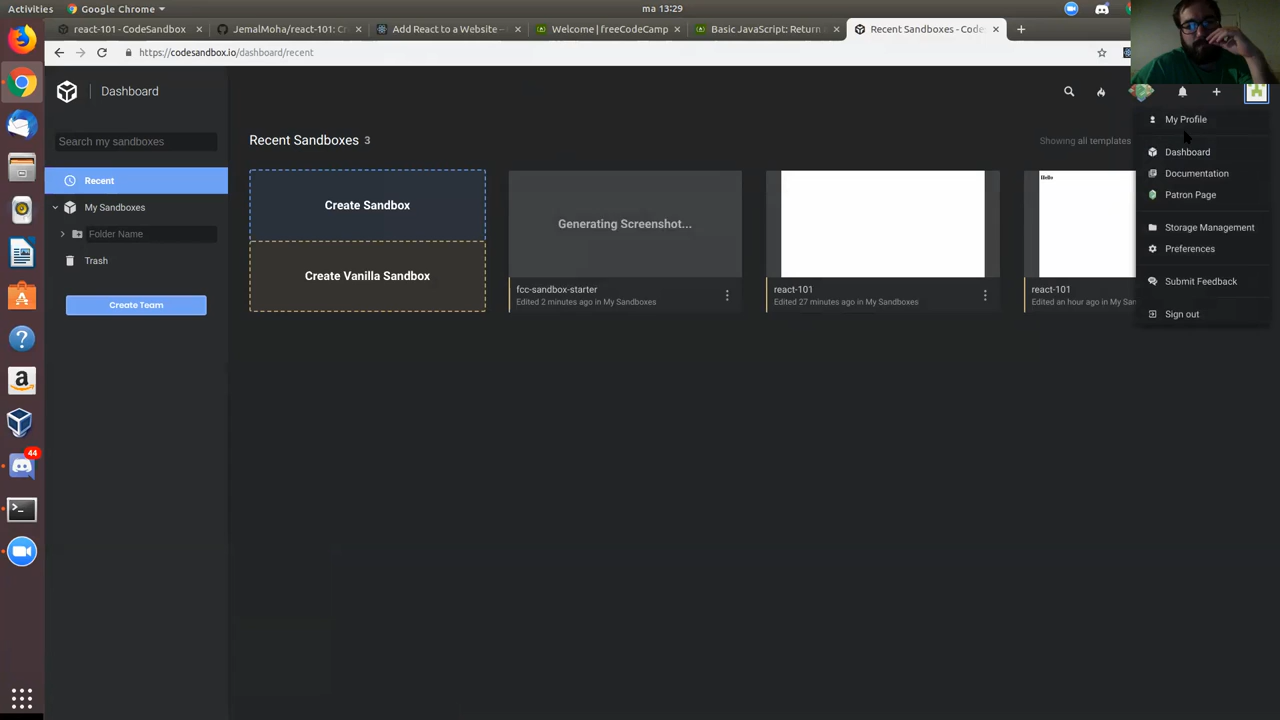 Activities
Google Chrome
ma 13:29
react-101 - CodeSandbox
JemalMoha/react-101: C
Add React to a Website –
Welcome | freeCodeCamp
Basic JavaScript: Return
Recent Sandboxes - Code
https://codesandbox.io/dashboard/recent
Dashboard
Search my sandboxes
Recent
My Sandboxes
Folder Name
Trash
Create Team
Recent Sandboxes 3
Showing all templates
Create Sandbox
Create Vanilla Sandbox
Generating Screenshot...
fcc-sandbox-starter
Edited 2 minutes ago in My Sandboxes
react-101
Edited 27 minutes ago in My Sandboxes
Hello
react-101
Edited an hour ago in My San
My Profile
Dashboard
Documentation
Patron Page
Storage Management
Preferences
Submit Feedback
Sign out
44